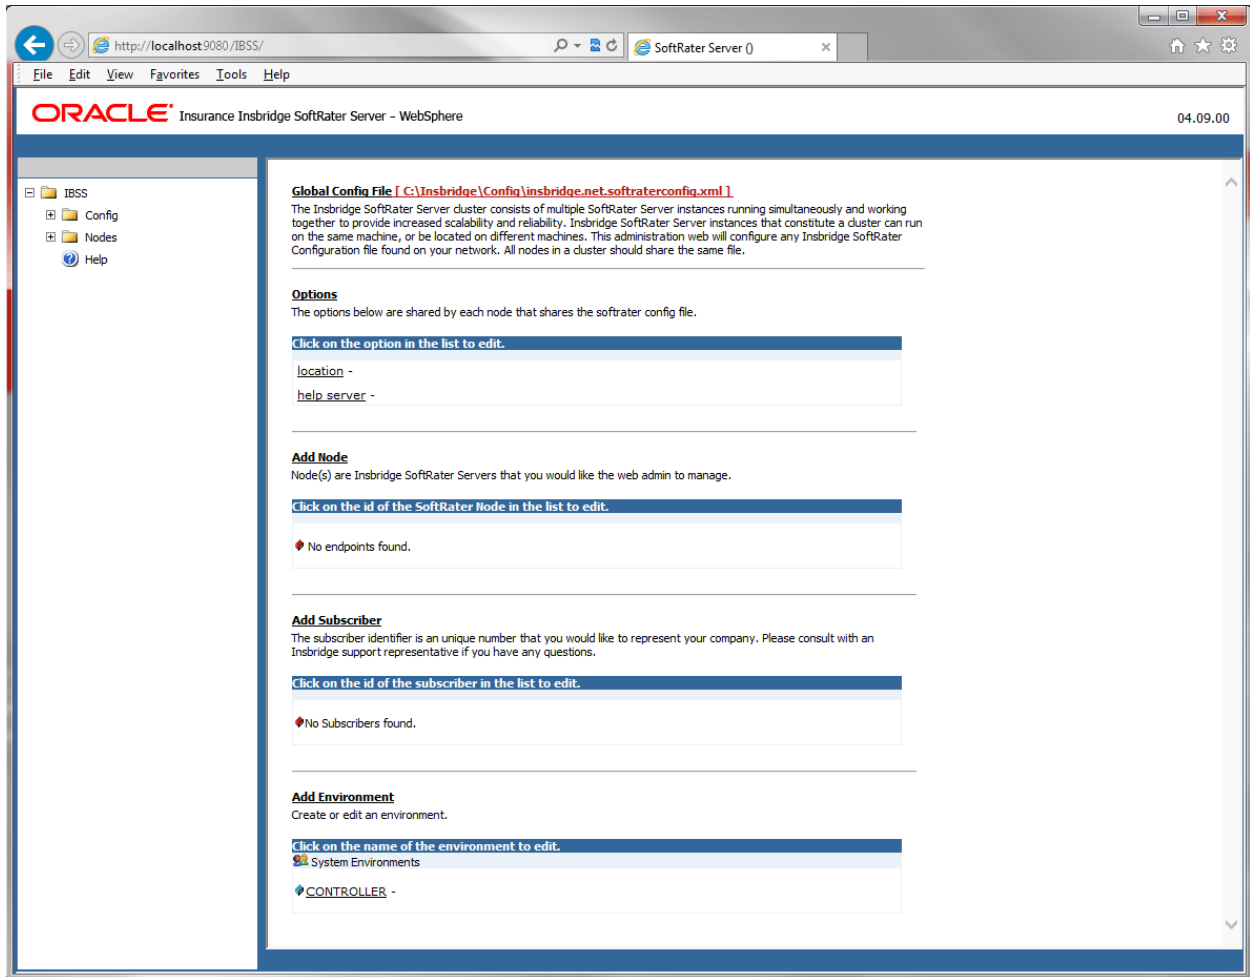 http://localhost:9080/IBSS/
SoftRater Server ()
File Edit View Favorites Tools Help
ORACLE Insurance Insbridge SoftRater Server - WebSphere
04.09.00
IBSS
Config
Nodes
Help
Global Config File [ C:\Insbridge\Config\insbridge.net.softraterconfig.xml ]
The Insbridge SoftRater Server cluster consists of multiple SoftRater Server instances running simultaneously and working
together to provide increased scalability and reliability. Insbridge SoftRater Server instances that constitute a cluster can run
on the same machine, or be located on different machines. This administration web will configure any Insbridge SoftRater
Configuration file found on your network. All nodes in a cluster should share the same file.
Options
The options below are shared by each node that shares the softrater config file.
Click on the option in the list to edit.
location -
help server -
Add Node
Node(s) are Insbridge SoftRater Servers that you would like the web admin to manage.
Click on the id of the SoftRater Node in the list to edit.
No endpoints found.
Add Subscriber
The subscriber identifier is an unique number that you would like to represent your company. Please consult with an
Insbridge support representative if you have any questions.
Click on the id of the subscriber in the list to edit.
No Subscribers found.
Add Environment
Create or edit an environment.
Click on the name of the environment to edit.
System Environments
CONTROLLER -